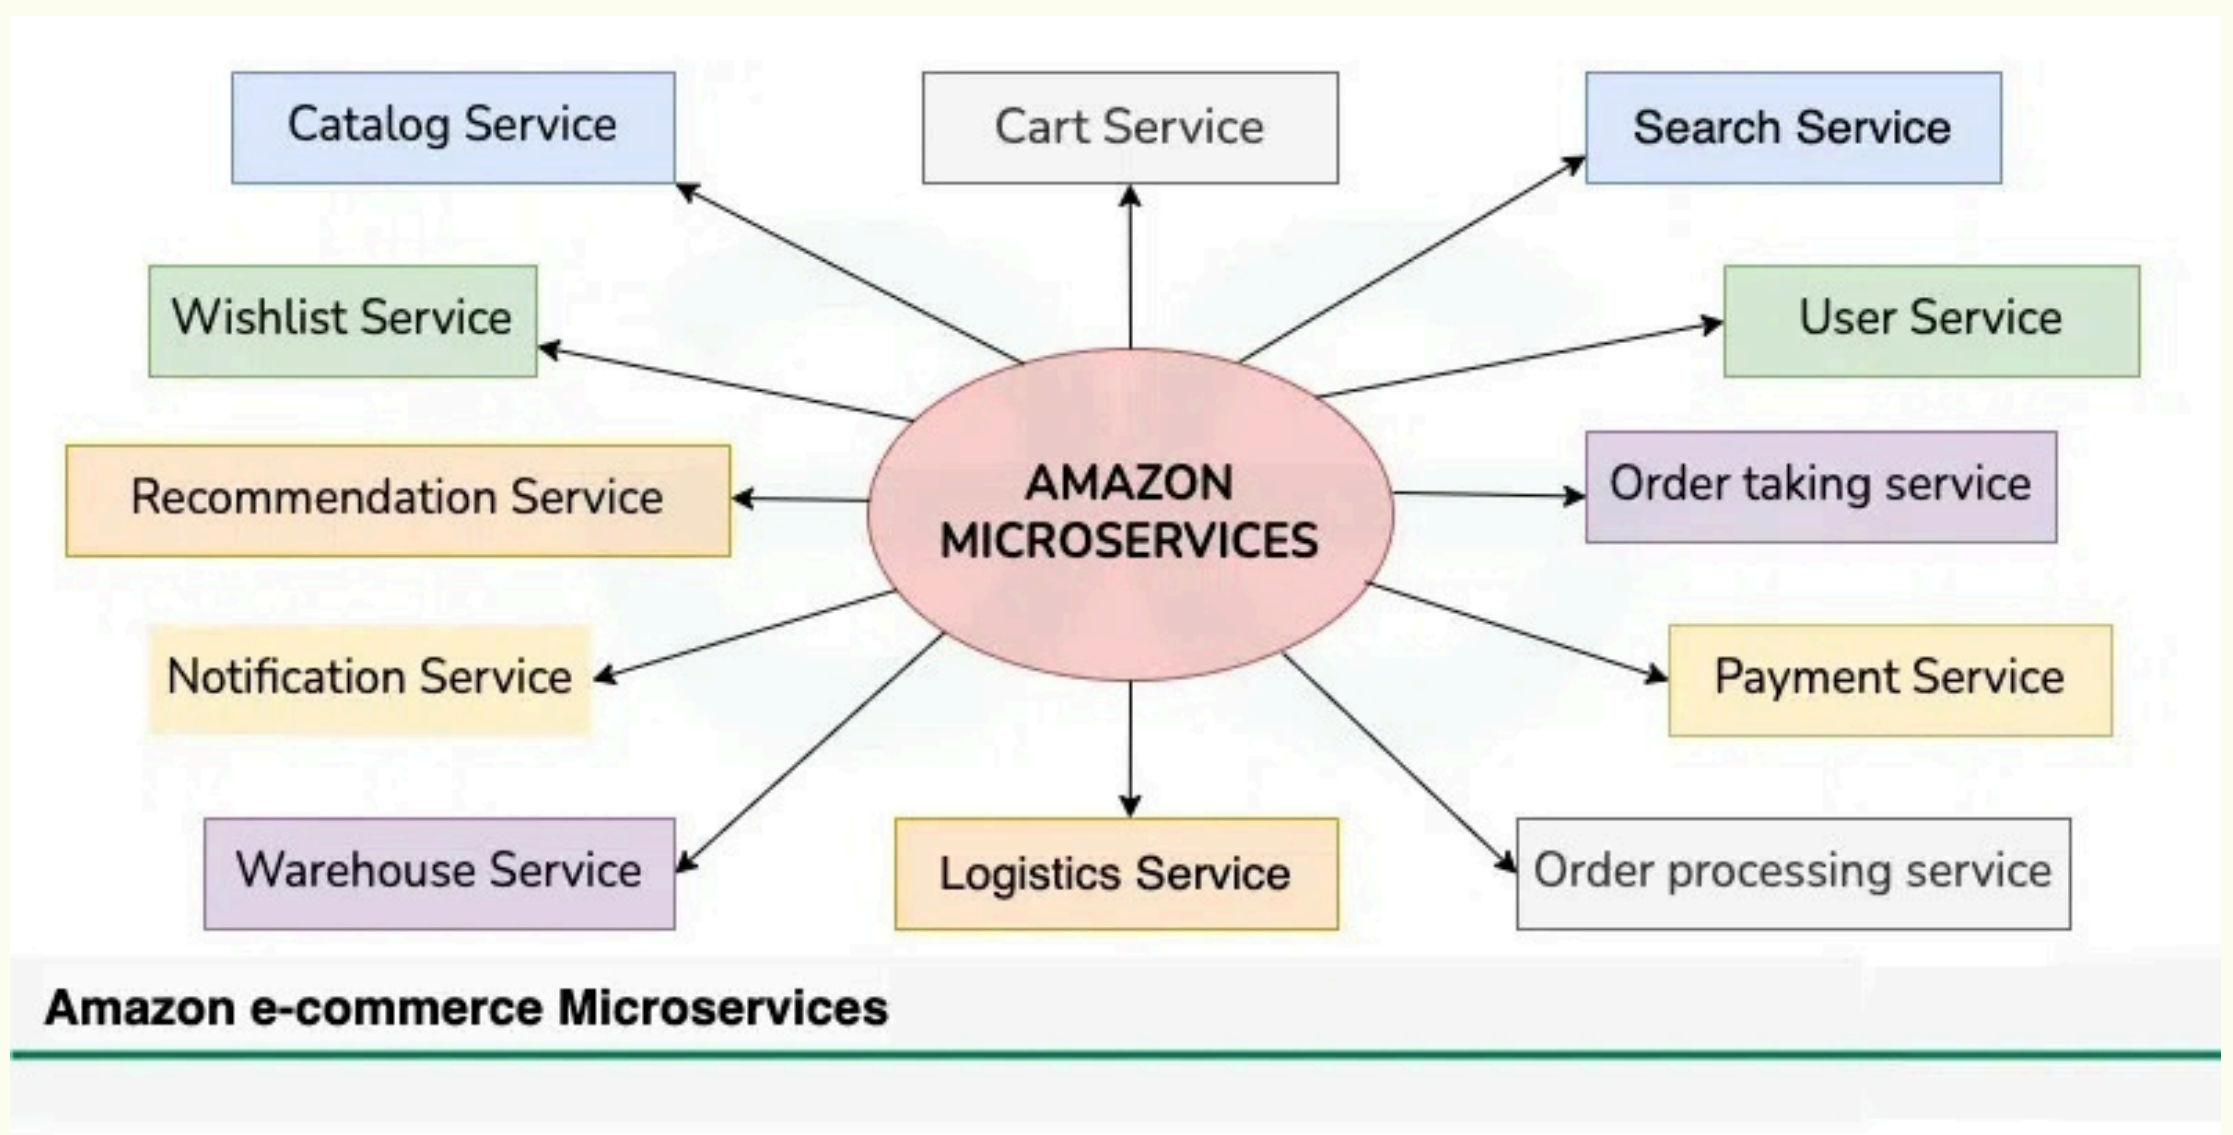 Catalog Service
Cart Service
Search Service
Wishlist Service
User Service
Recommendation Service
AMAZON
MICROSERVICES
Order taking service
Notification Service
Payment Service
Warehouse Service
Logistics Service
Order processing service
Amazon e-commerce Microservices